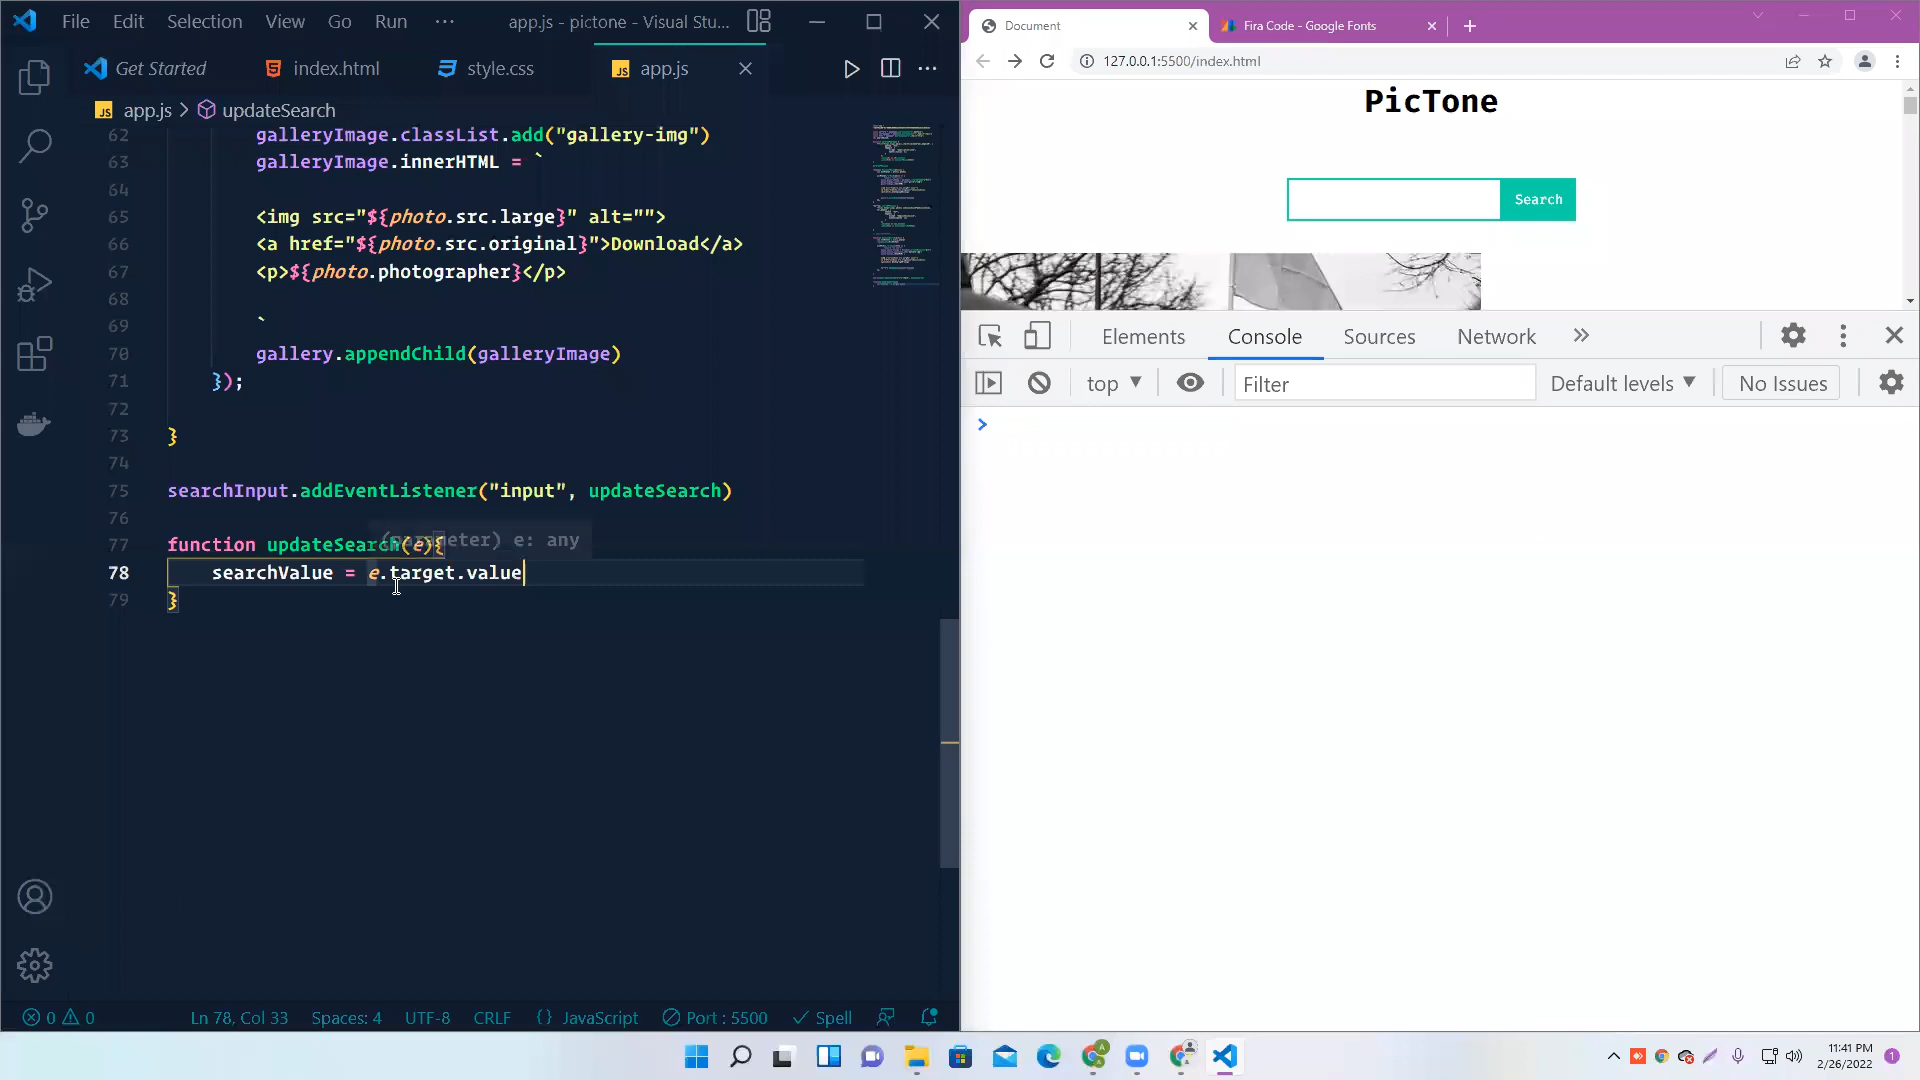 File Edit Selection View Go Run ··· app.js - pictone - Visual Stu...
Get Started index.html style.css app.js
JS app.js > updateSearch
62 galleryImage.classList.add("gallery-img")
63 galleryImage.innerHTML = `
64
65 <img src="${photo.src.large}" alt="">
66 <a href="${photo.src.original}">Download</a>
67 <p>${photo.photographer}</p>
68
69 `
70 gallery.appendChild(galleryImage)
71 });
72
73 }
74
75 searchInput.addEventListener("input", updateSearch)
76
(parameter) e: any
77 function updateSearch(e){
78 searchValue = e.target.value
79 }
0 0 Ln 78, Col 33 Spaces: 4 UTF-8 CRLF {} JavaScript Port : 5500 Spell
Document Fira Code - Google Fonts
127.0.0.1:5500/index.html
PicTone
Search
Elements Console Sources Network »
top Filter Default levels No Issues
>
11:41 PM
2/26/2022 1